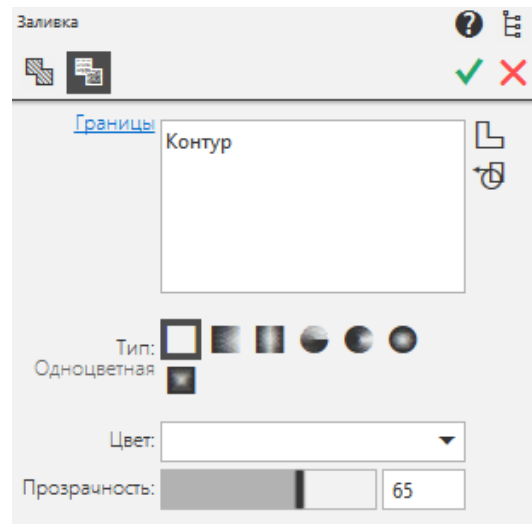 Заливка
Границы
Контур
Тип:
Одноцветная
Цвет:
Прозрачность:
65